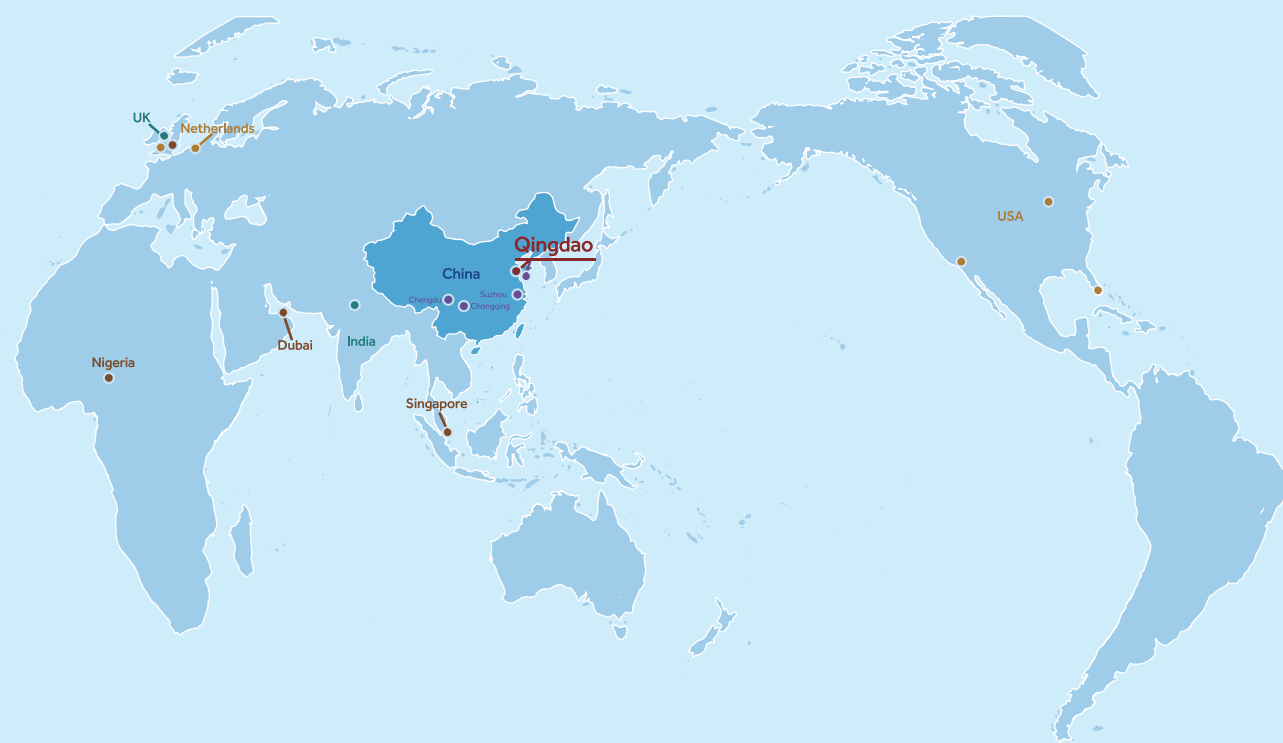 UK
Netherlands
USA
Qingdao
China
Suzhou
Chengdu
Chongqing
India
Dubai
Nigeria
Singapore